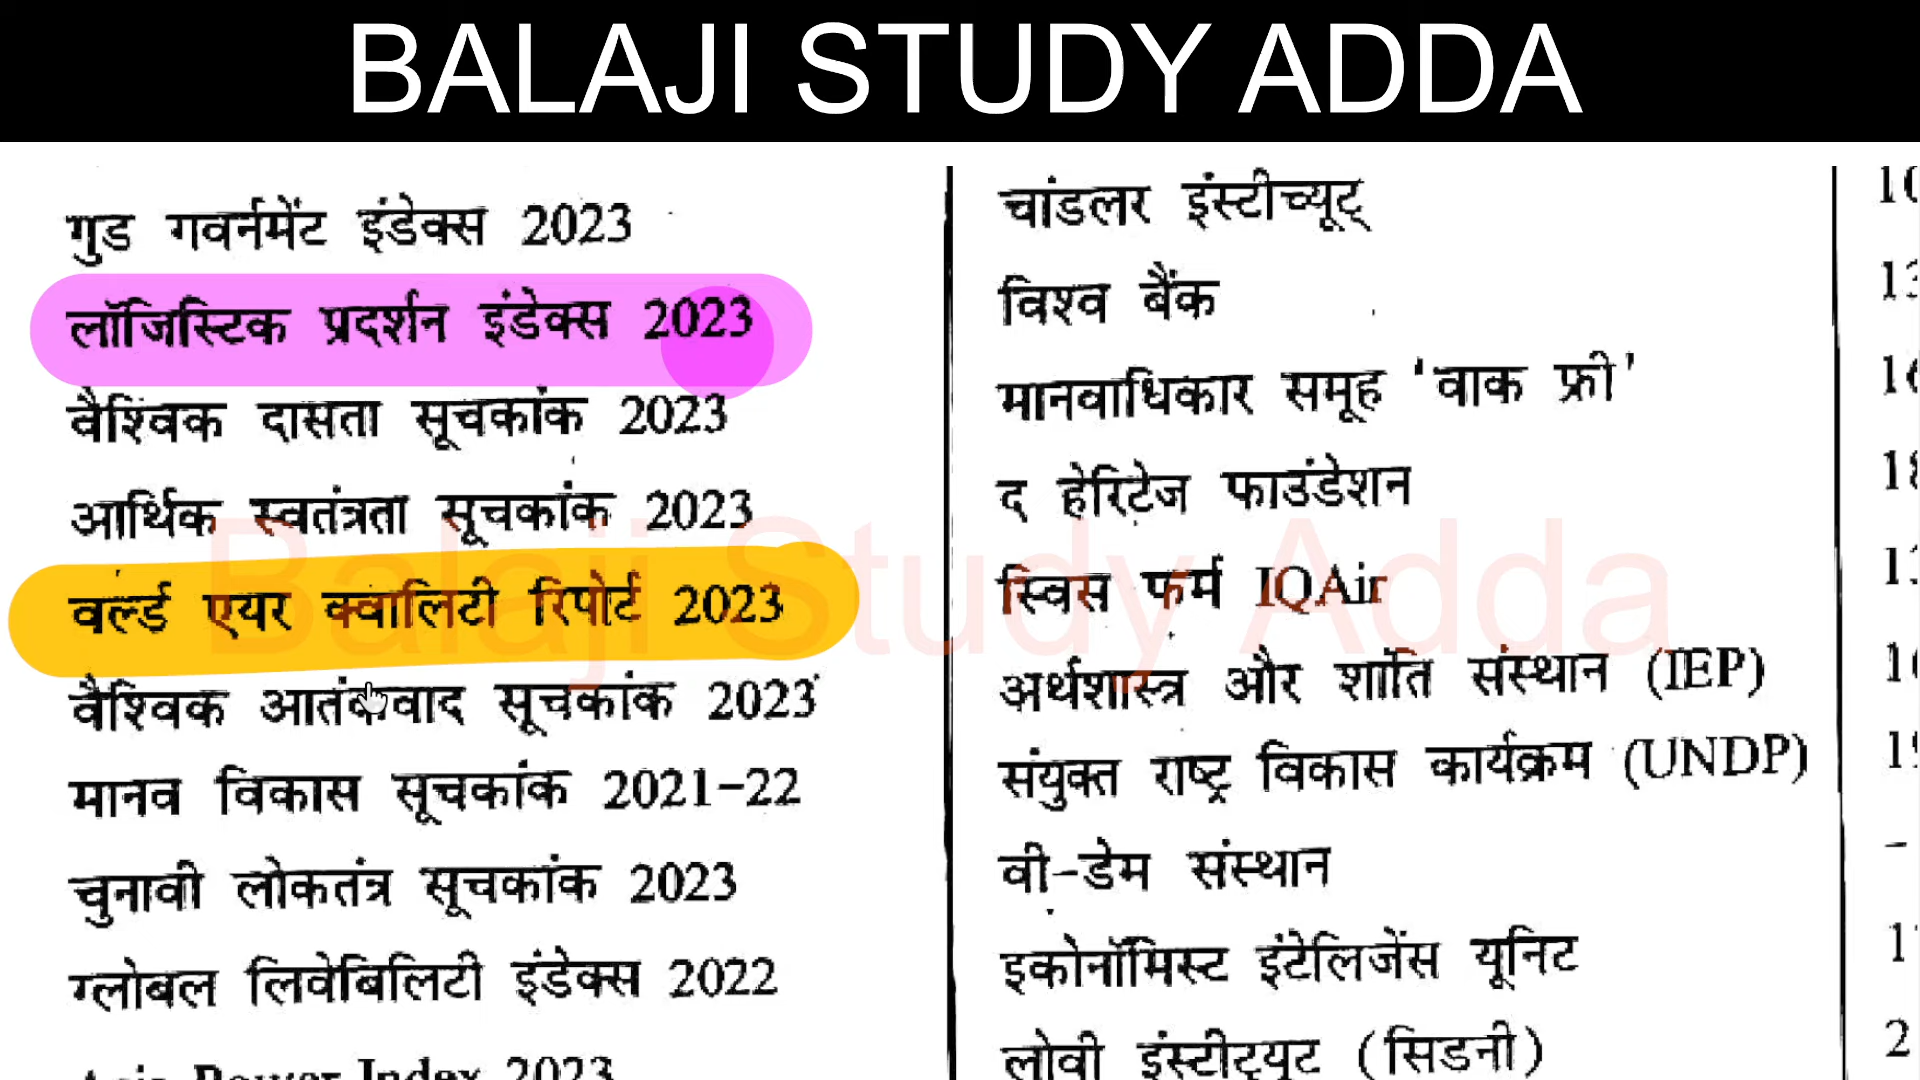 BALAJI STUDY ADDA
गुड गवर्नमेंट इंडेक्स 2023 चांडलर इंस्टीच्यूट्
लॉजिस्टिक प्रदर्शन इंडेक्स 2023 विश्व बैंक
वैश्विक दासता सूचकांक 2023 मानवाधिकार समूह 'वाक फ्री'
आर्थिक स्वतंत्रता सूचकांक 2023 द हेरिटेज फाउंडेशन
वर्ल्ड एयर क्वालिटी रिपोर्ट 2023 स्विस फर्म IQAir
वैश्विक आतंकवाद सूचकांक 2023 अर्थशास्त्र और शांति संस्थान (IEP)
मानव विकास सूचकांक 2021-22 संयुक्त राष्ट्र विकास कार्यक्रम (UNDP)
चुनावी लोकतंत्र सूचकांक 2023 वी-डेम संस्थान -
ग्लोबल लिवेबिलिटी इंडेक्स 2022 इकोनॉमिस्ट इंटेलिजेंस यूनिट
Power Index 2023 लोवी इंस्टीट्यूट (सिडनी) 2
Balaji Study Adda